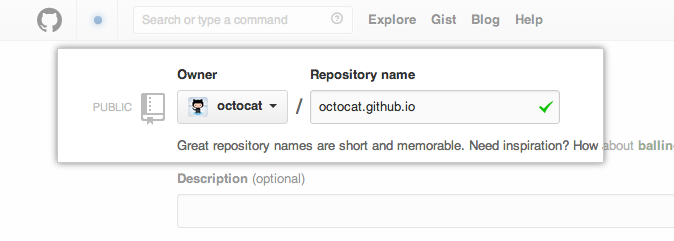 Search or type a command
Explore Gist Blog Help
Owner Repository name
PUBLIC octocat / octocat.github.io
Great repository names are short and memorable. Need inspiration? How about ballin
Description (optional)